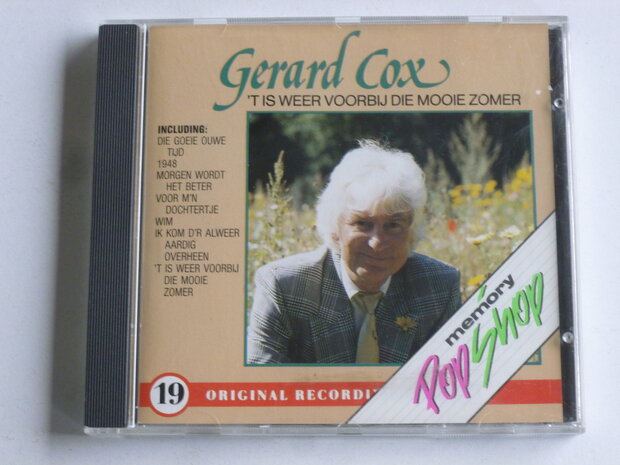 Gerard Cox
'T IS WEER VOORBIJ DIE MOOIE ZOMER
INCLUDING:
DIE GOEIE OUWE
TIJD
1948
MORGEN WORDT
HET BETER
VOOR M'N
DOCHTERTJE
WIM
IK KOM D'R ALWEER
AARDIG
OVERHEEN
'T IS WEER VOORBIJ
DIE MOOIE
ZOMER
memory
Pop Shop
19 ORIGINAL